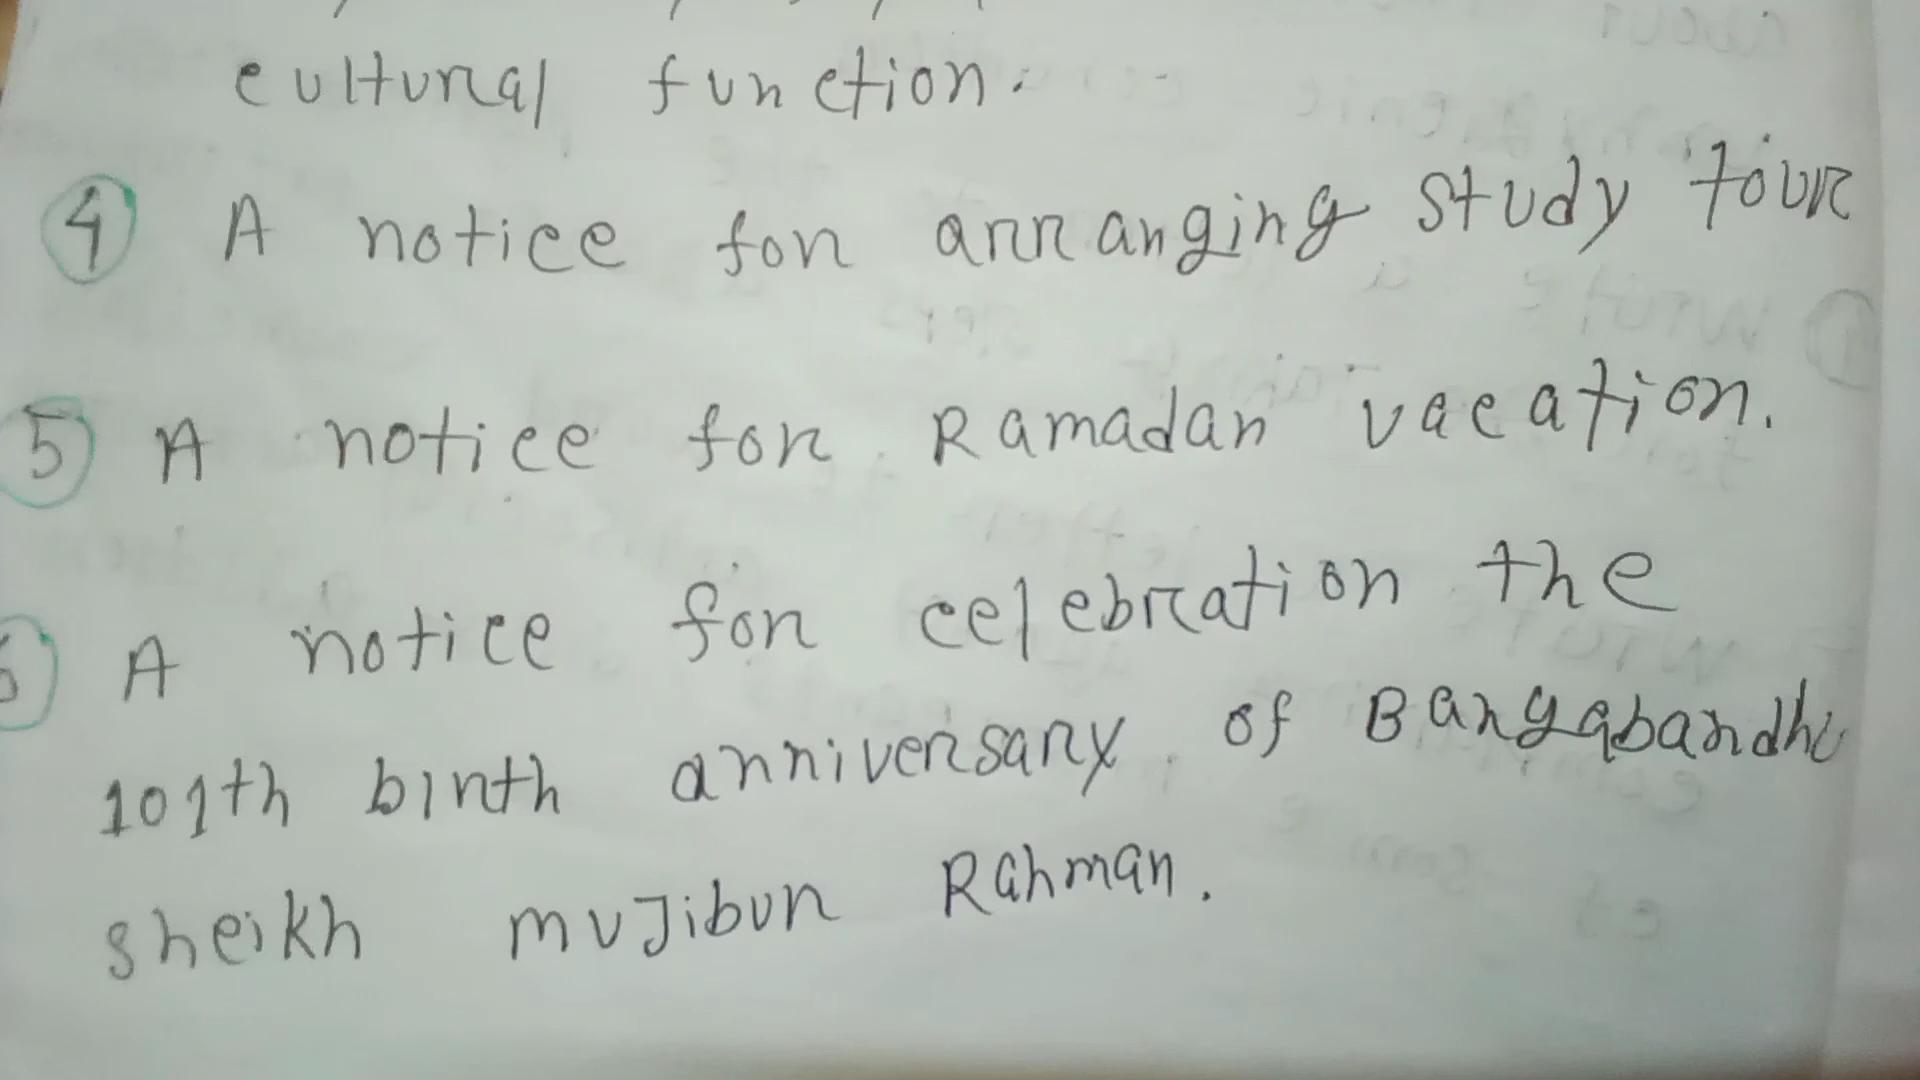 cultural function.
④ A notice for arranging study tour
⑤ A notice for Ramadan vacation.
⑥ A notice for celebration the
101th birth anniversary of Bangabandhu
sheikh mujibur Rahman.